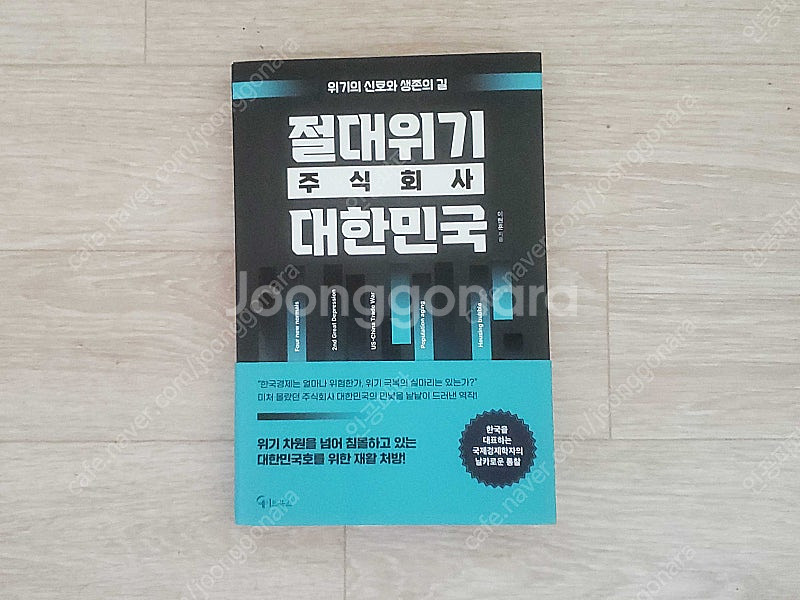 위기의 신호와 생존의 길
절대위기
주식회사
대한민국
Joonggonara
Four new normals
2nd Great Depression
US-China Trade War
Population aging
Housing bubble
"한국경제는 얼마나 위험한가, 위기 극복의 실마리는 있는가?"
미처 몰랐던 주식회사 대한민국의 민낯을 낱낱이 드러낸 역작!
위기 차원을 넘어 침몰하고 있는
대한민국호를 위한 재활 처방!
한국을
대표하는
국제경제학자의
날카로운 통찰
cafe.naver.com/joonggonara